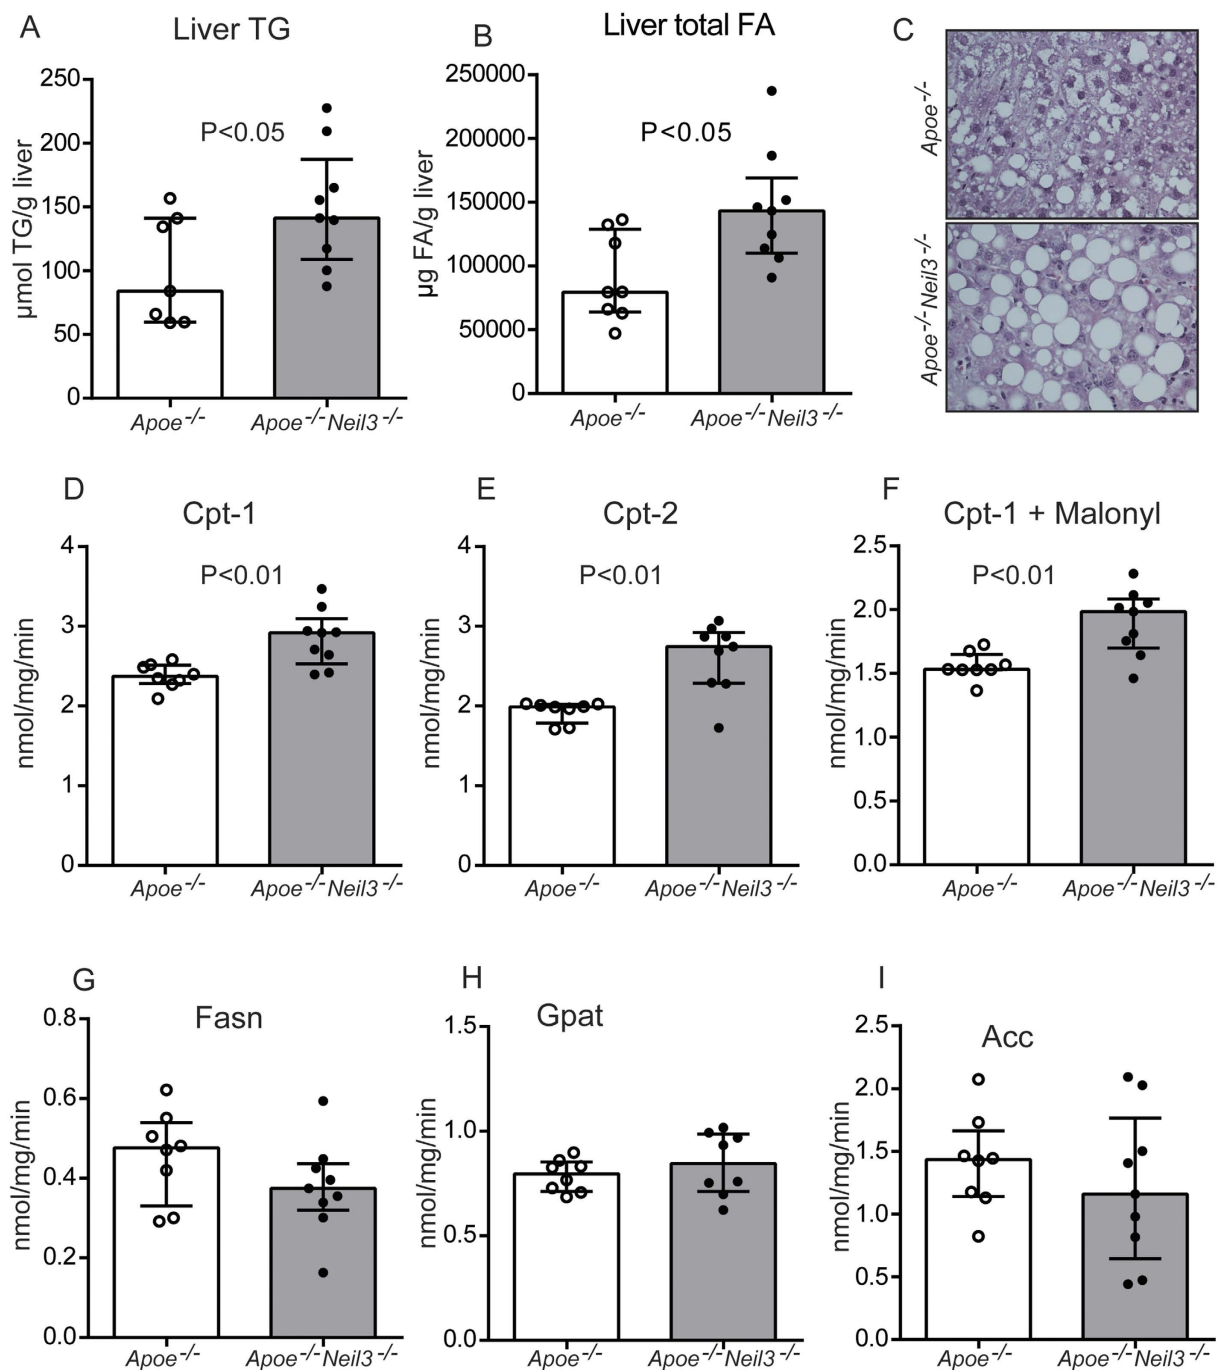 A
Liver TG
µmol TG/g liver
250
200
150
100
50
0
P<0.05
Apoe-/-
Apoe-/-Neil3-/-
B
Liver total FA
µg FA/g liver
250000
200000
150000
100000
50000
0
P<0.05
Apoe-/-
Apoe-/-Neil3-/-
C
Apoe-/-
Apoe-/-Neil3-/-
D
Cpt-1
nmol/mg/min
4
3
2
1
0
P<0.01
Apoe-/-
Apoe-/-Neil3-/-
E
Cpt-2
nmol/mg/min
4
3
2
1
0
P<0.01
Apoe-/-
Apoe-/-Neil3-/-
F
Cpt-1 + Malonyl
nmol/mg/min
2.5
2.0
1.5
1.0
0.5
0.0
P<0.01
Apoe-/-
Apoe-/-Neil3-/-
G
Fasn
nmol/mg/min
0.8
0.6
0.4
0.2
0.0
Apoe-/-
Apoe-/-Neil3-/-
H
Gpat
nmol/mg/min
1.5
1.0
0.5
0.0
Apoe-/-
Apoe-/-Neil3-/-
I
Acc
nmol/mg/min
2.5
2.0
1.5
1.0
0.5
0.0
Apoe-/-
Apoe-/-Neil3-/-